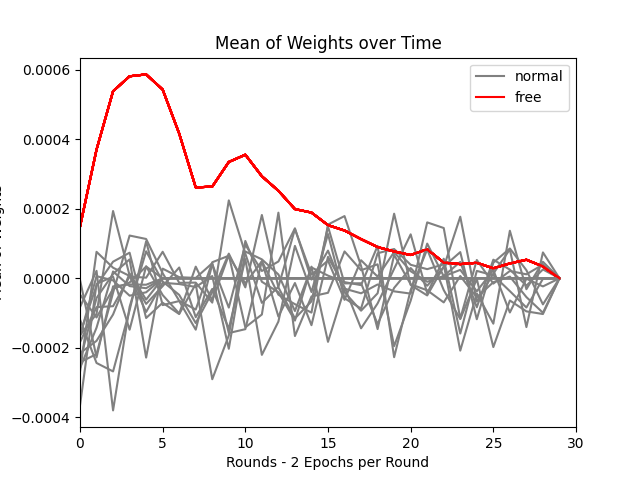 Mean of Weights over Time
normal
free
0.0006
0.0004
0.0002
0.0000
−0.0002
−0.0004
0 5 10 15 20 25 30
Rounds - 2 Epochs per Round